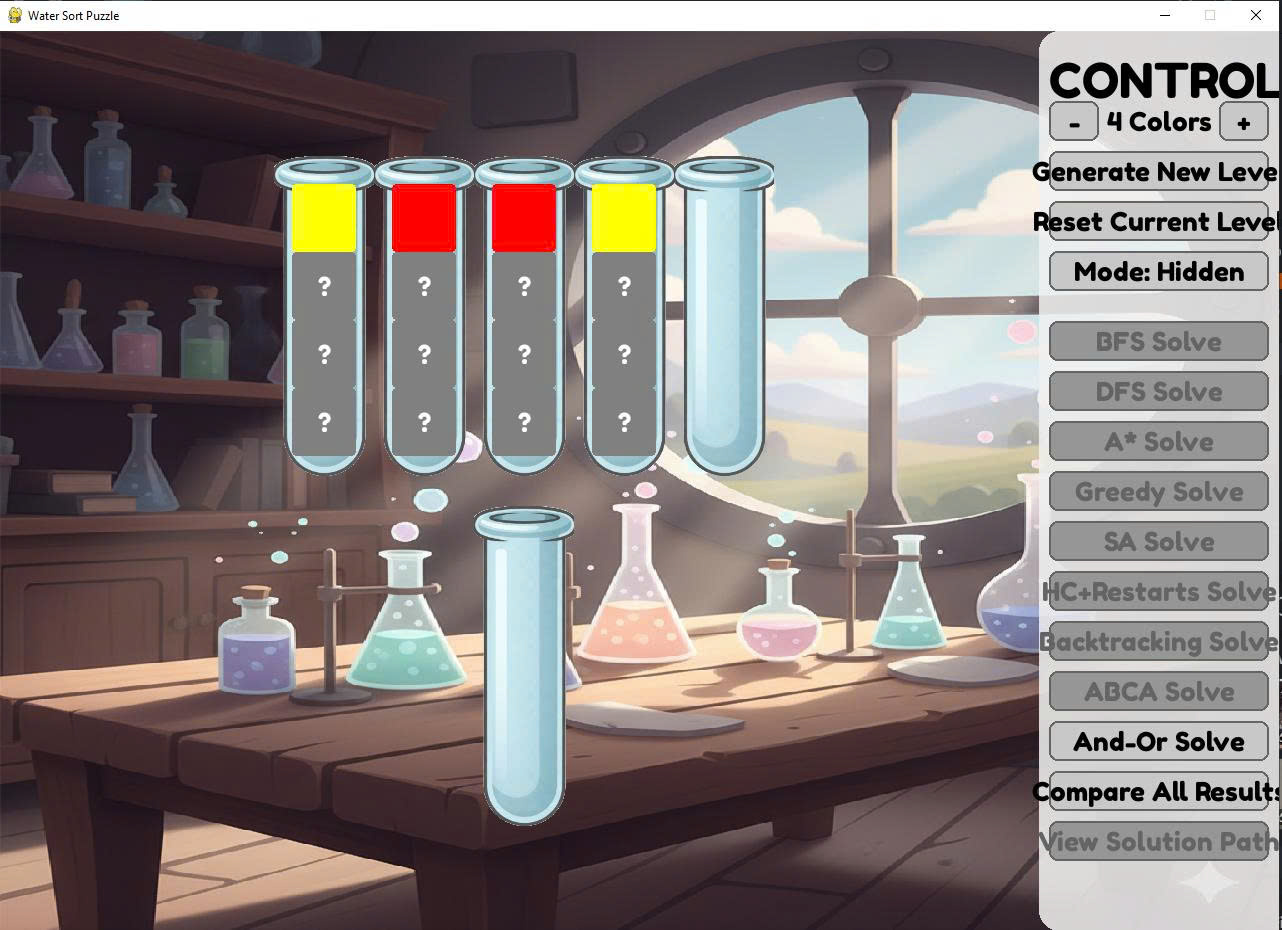 Water Sort Puzzle
CONTROL
- 4 Colors +
Generate New Leve
Reset Current Level
Mode: Hidden
? ? ? ?
? ? ? ?
? ? ? ?
BFS Solve
DFS Solve
A* Solve
Greedy Solve
SA Solve
HC+Restarts Solve
Backtracking Solve
ABCA Solve
And-Or Solve
Compare All Results
View Solution Path